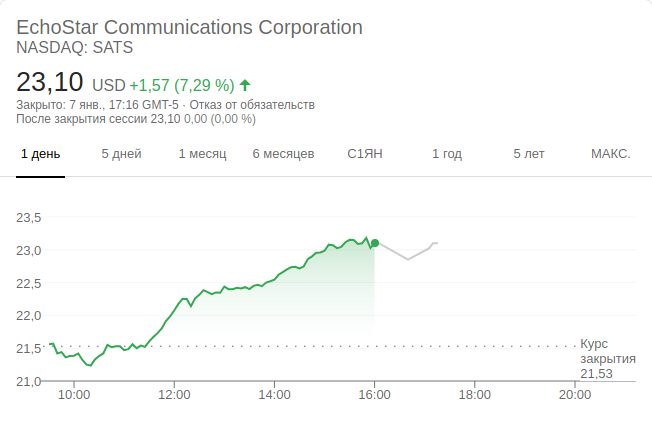 EchoStar Communications Corporation
NASDAQ: SATS
23,10 USD +1,57 (7,29 %)
Закрыто: 7 янв., 17:16 GMT-5 · Отказ от обязательств
После закрытия сессии 23,10 0,00 (0,00 %)
1 день 5 дней 1 месяц 6 месяцев С1ЯН 1 год 5 лет МАКС.
23,5
23,0
22,5
22,0
21,5
21,0
Курс
закрытия
21,53
10:00 12:00 14:00 16:00 18:00 20:00